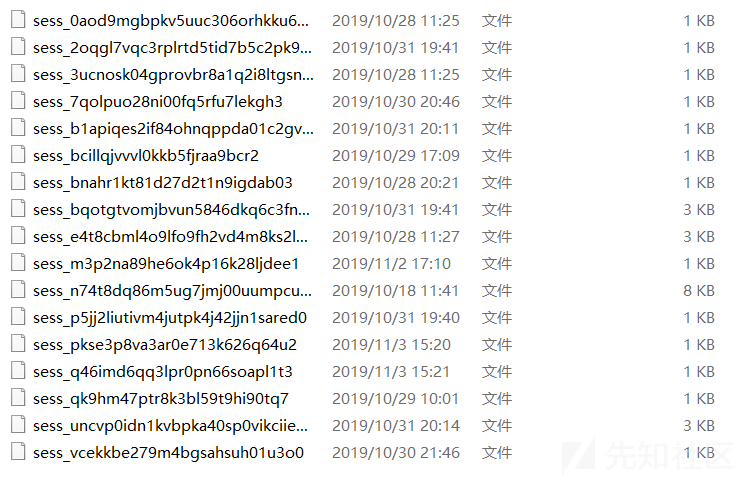 sess_0aod9mgbpkv5uuc306orhkku6... 2019/10/28 11:25 文件 1 KB
sess_2oqgl7vqc3rplrtd5tid7b5c2pk9... 2019/10/31 19:41 文件 1 KB
sess_3ucnosk04gprovbr8a1q2i8ltgsn... 2019/10/28 11:25 文件 1 KB
sess_7qolpuo28ni00fq5rfu7lekgh3 2019/10/30 20:46 文件 1 KB
sess_b1apiqes2if84ohnqppda01c2gv... 2019/10/31 20:11 文件 1 KB
sess_bcillqjvvvl0kkb5fjraa9bcr2 2019/10/29 17:09 文件 1 KB
sess_bnahr1kt81d27d2t1n9igdab03 2019/10/28 20:21 文件 1 KB
sess_bqotgtvomjbvun5846dkq6c3fn... 2019/10/31 19:41 文件 3 KB
sess_e4t8cbml4o9lfo9fh2vd4m8ks2l... 2019/10/28 11:27 文件 3 KB
sess_m3p2na89he6ok4p16k28ljdee1 2019/11/2 17:10 文件 1 KB
sess_n74t8dq86m5ug7jmj00uumpcu... 2019/10/18 11:41 文件 8 KB
sess_p5jj2liutivm4jutpk4j42jjn1sared0 2019/10/31 19:40 文件 1 KB
sess_pkse3p8va3ar0e713k626q64u2 2019/11/3 15:20 文件 1 KB
sess_q46imd6qq3lpr0pn66soapl1t3 2019/11/3 15:21 文件 1 KB
sess_qk9hm47ptr8k3bl59t9hi90tq7 2019/10/29 10:01 文件 1 KB
sess_uncvp0idn1kvbpka40sp0vikciie... 2019/10/31 20:14 文件 3 KB
sess_vcekkbe279m4bgsahsuh01u3o0 2019/10/30 21:46 文件 1 KB
先知社区